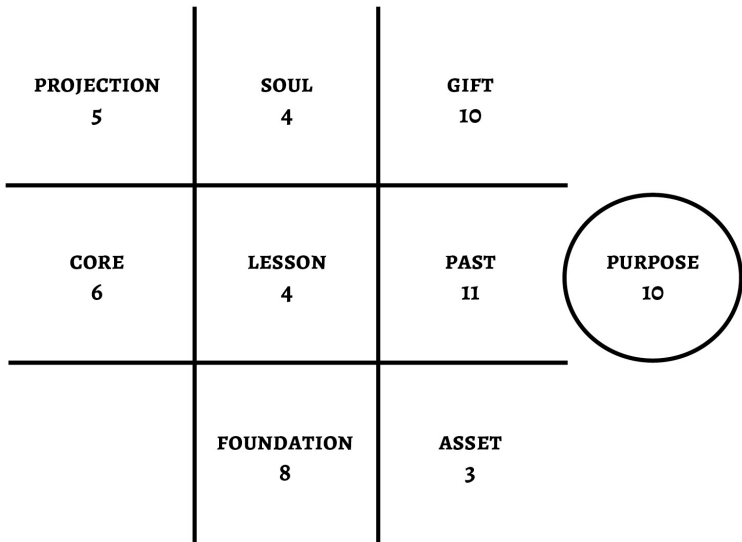 PROJECTION
5
SOUL
4
GIFT
10
CORE
6
LESSON
4
PAST
11
PURPOSE
10
FOUNDATION
8
ASSET
3